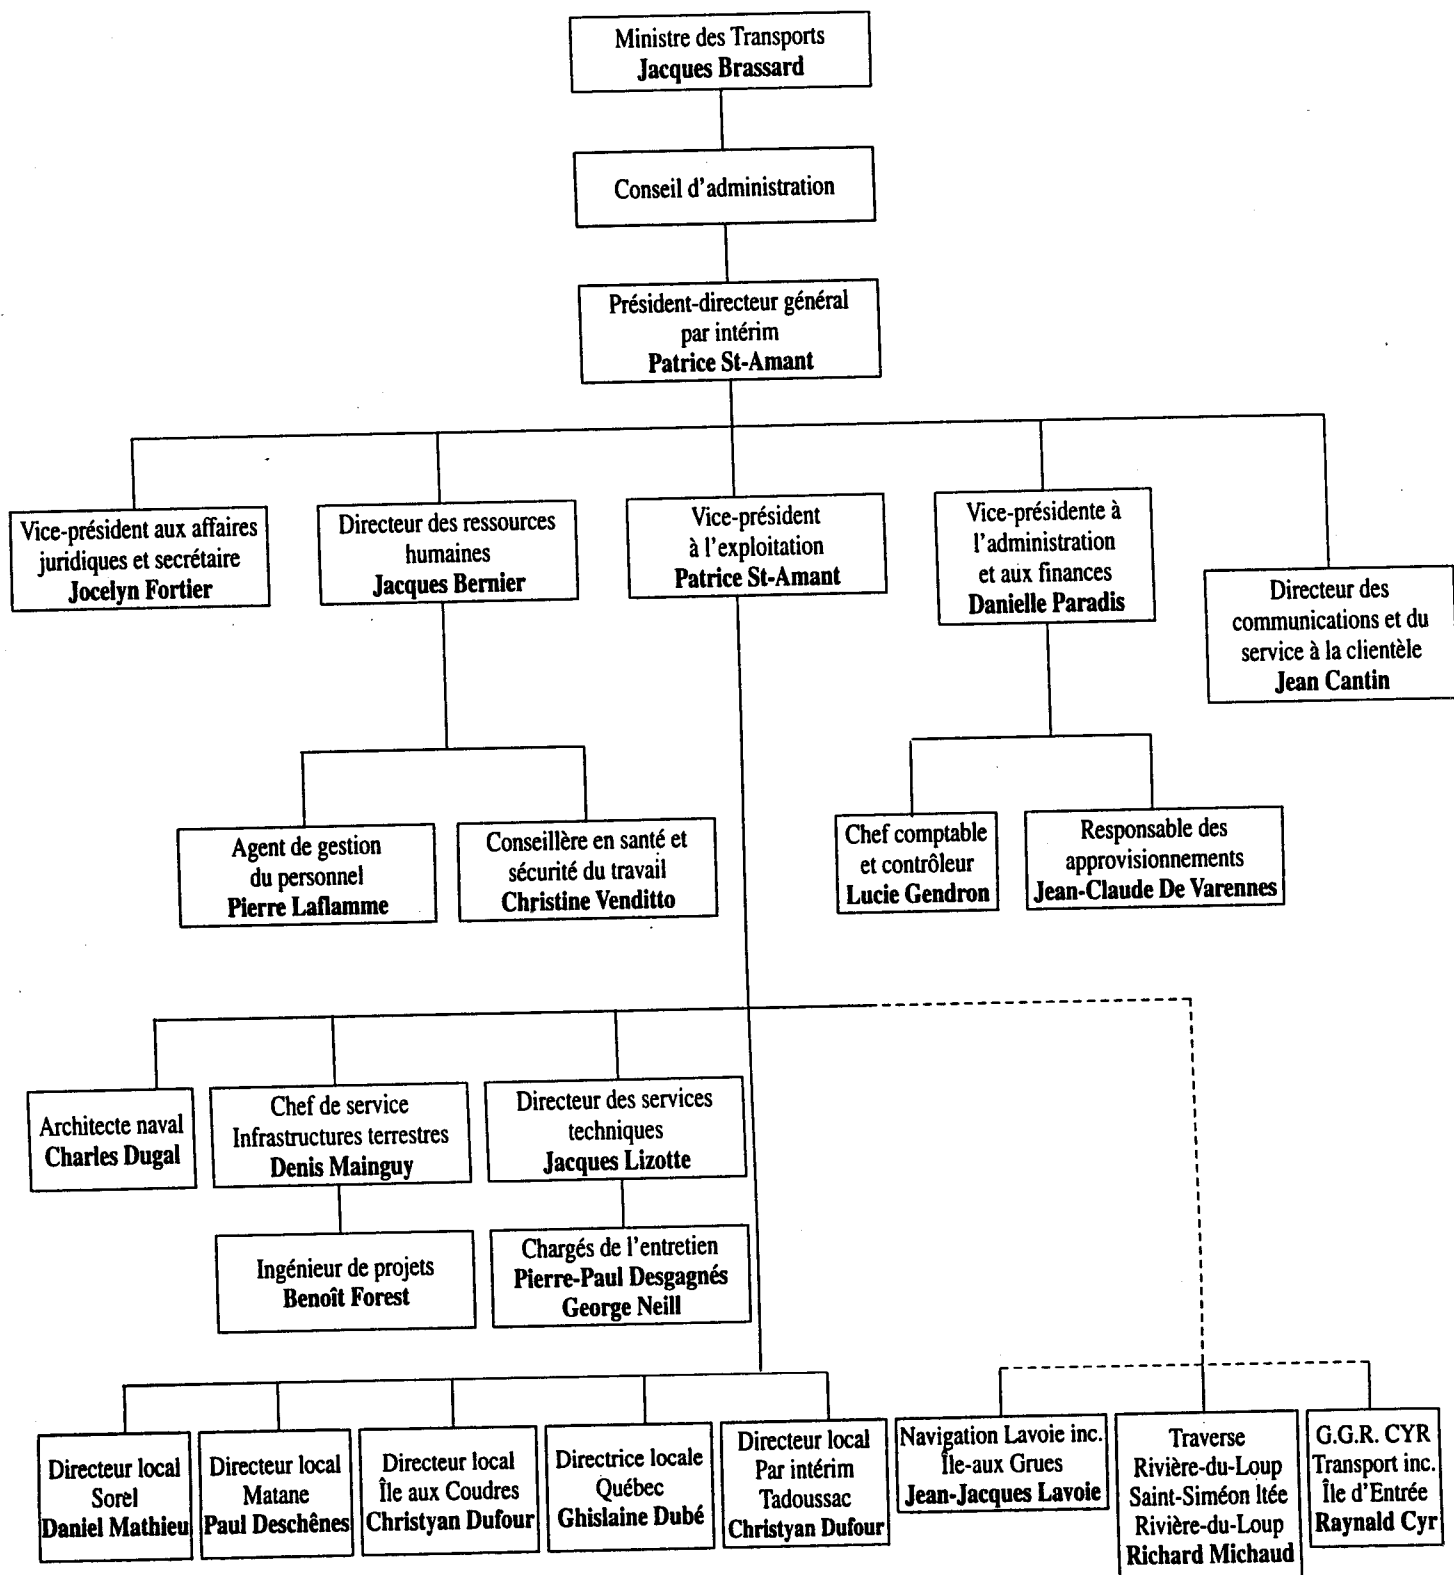 Ministre des Transports
Jacques Brassard
Conseil d'administration
Président-directeur général
par intérim
Patrice St-Amant
Vice-président aux affaires
juridiques et secrétaire
Jocelyn Fortier
Directeur des ressources
humaines
Jacques Bernier
Vice-président
à l'exploitation
Patrice St-Amant
Vice-présidente à
l'administration
et aux finances
Danielle Paradis
Directeur des
communications et du
service à la clientèle
Jean Cantin
Agent de gestion
du personnel
Pierre Laflamme
Conseillère en santé et
sécurité du travail
Christine Venditto
Chef comptable
et contrôleur
Lucie Gendron
Responsable des
approvisionnements
Jean-Claude De Varennes
Architecte naval
Charles Dugal
Chef de service
Infrastructures terrestres
Denis Mainguy
Directeur des services
techniques
Jacques Lizotte
Ingénieur de projets
Benoît Forest
Chargés de l'entretien
Pierre-Paul Desgagnés
George Neill
Directeur local
Sorel
Daniel Mathieu
Directeur local
Matane
Paul Deschênes
Directeur local
Île aux Coudres
Christyan Dufour
Directrice locale
Québec
Ghislaine Dubé
Directeur local
Par intérim
Tadoussac
Christyan Dufour
Navigation Lavoie inc.
Île-aux Grues
Jean-Jacques Lavoie
Traverse
Rivière-du-Loup
Saint-Siméon ltée
Rivière-du-Loup
Richard Michaud
G.G.R. CYR
Transport inc.
Île d'Entrée
Raynald Cyr